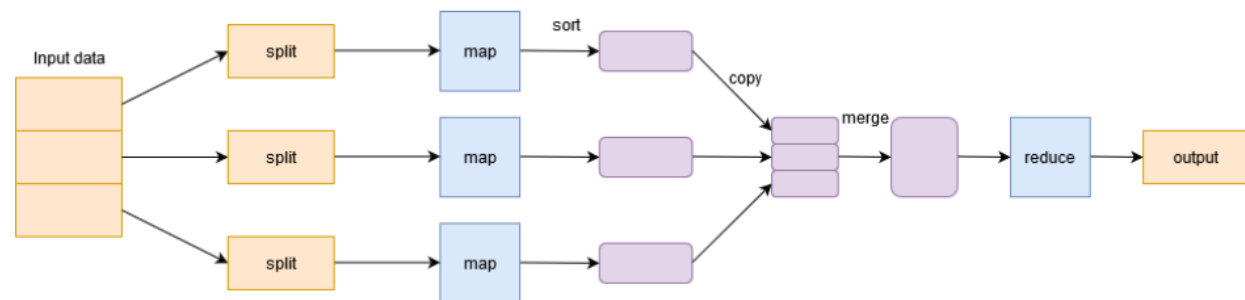 Input data
split
map
sort
copy
merge
reduce
output
split
map
split
map